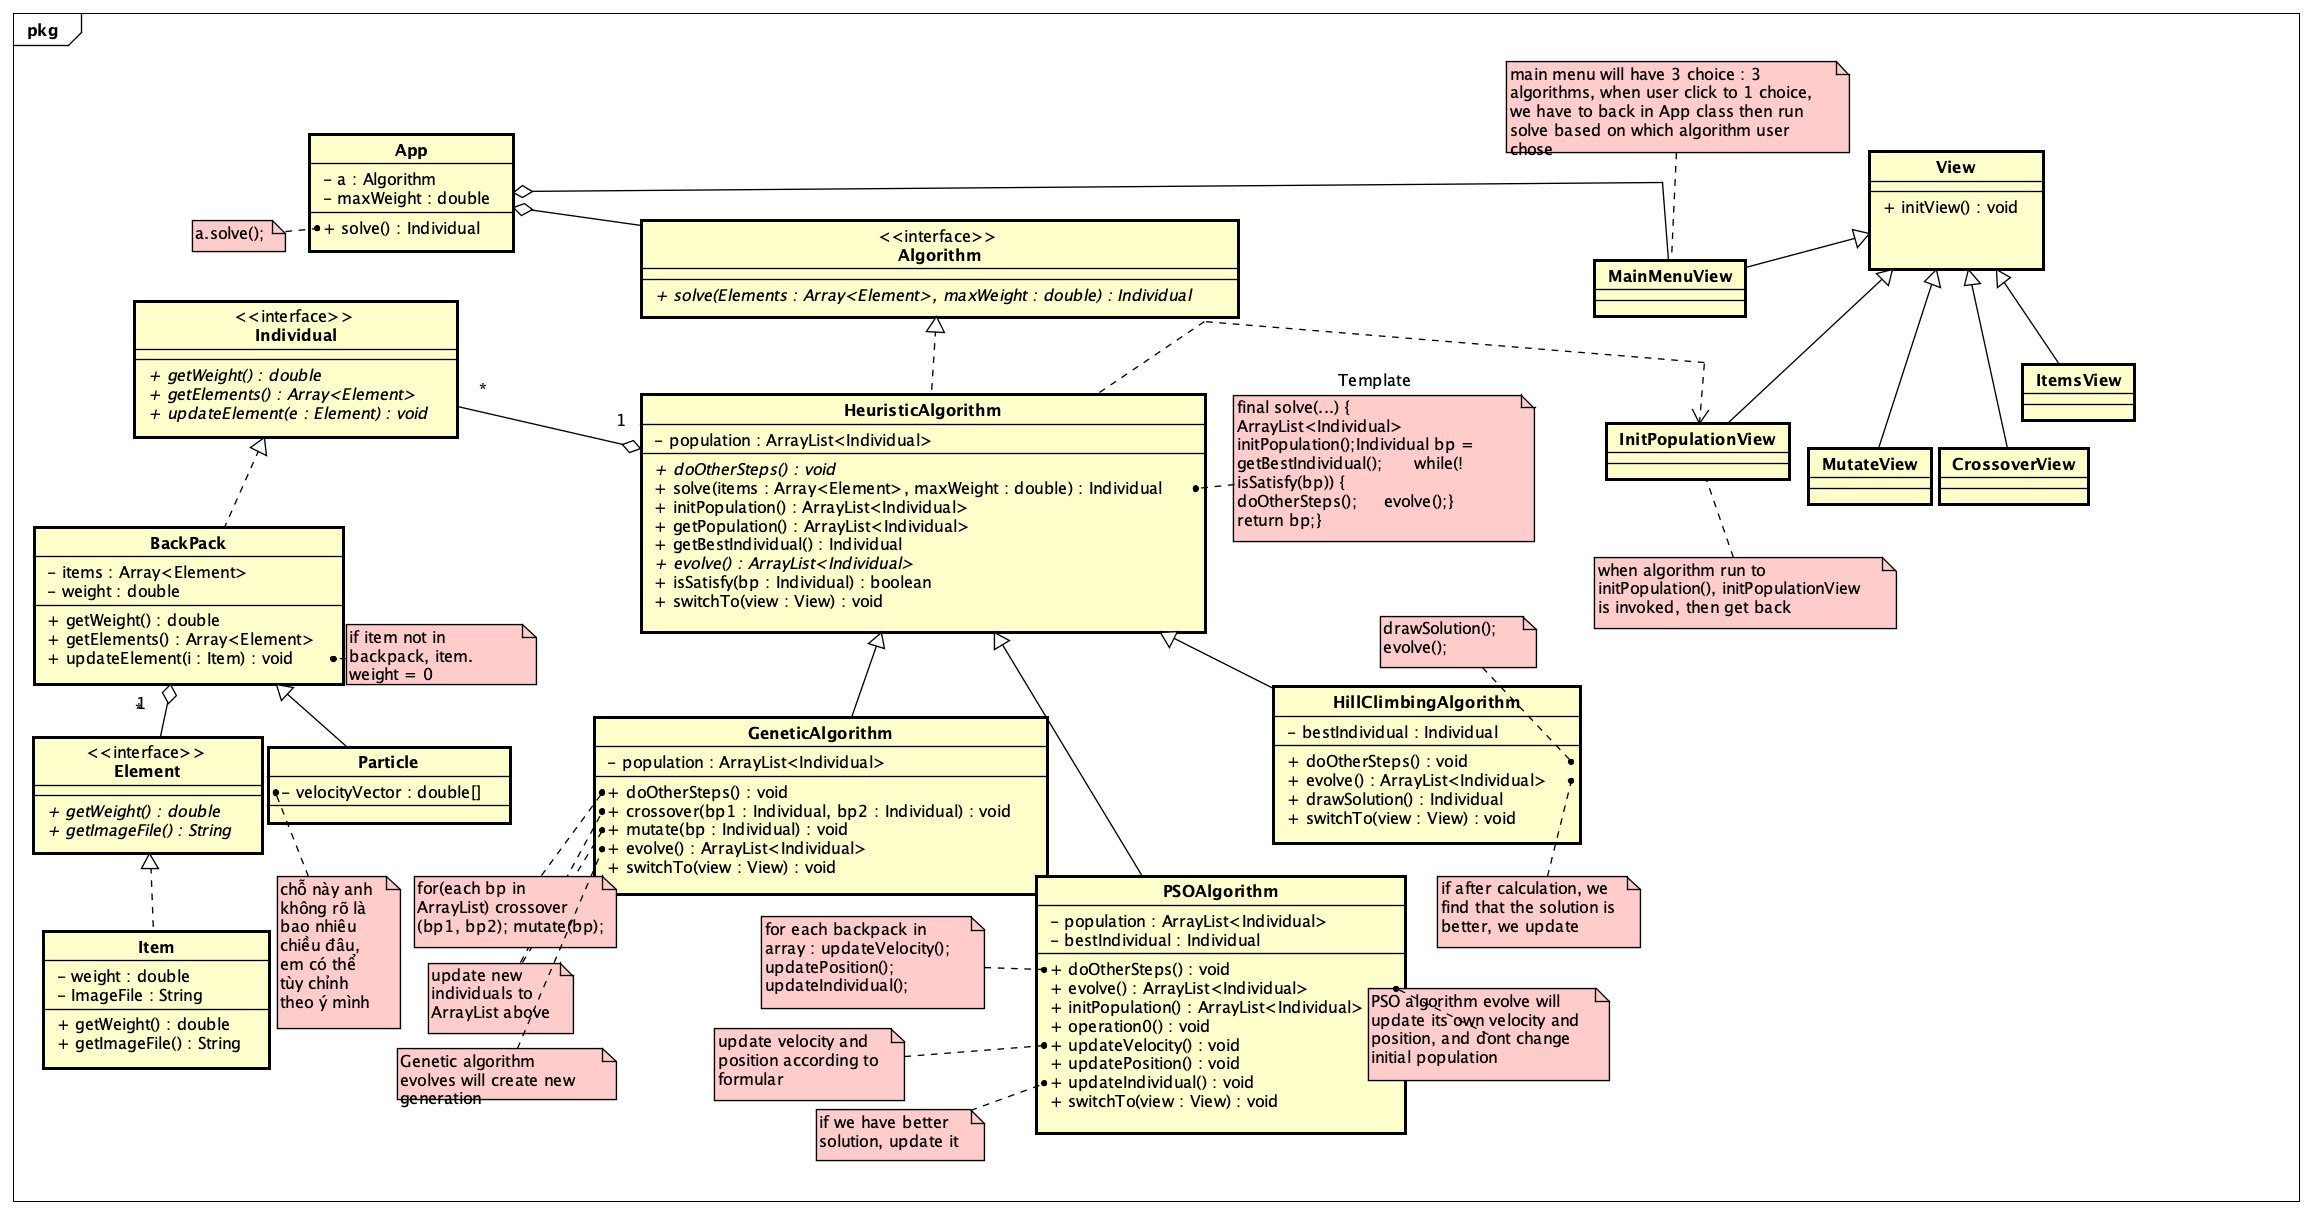 pkg
main menu will have 3 choice : 3
algorithms, when user click to 1 choice,
we have to back in App class then run
solve based on which algorithm user
chose
App
- a : Algorithm
- maxWeight : double
+ solve() : Individual
a.solve();
View
+ initView() : void
<<interface>>
Algorithm
+ solve(Elements : Array<Element>, maxWeight : double) : Individual
MainMenuView
<<interface>>
Individual
+ getWeight() : double
+ getElements() : Array<Element>
+ updateElement(e : Element) : void
*
1
Template
ItemsView
HeuristicAlgorithm
- population : ArrayList<Individual>
+ doOtherSteps() : void
+ solve(items : Array<Element>, maxWeight : double) : Individual
+ initPopulation() : ArrayList<Individual>
+ getPopulation() : ArrayList<Individual>
+ getBestIndividual() : Individual
+ evolve() : ArrayList<Individual>
+ isSatisfy(bp : Individual) : boolean
+ switchTo(view : View) : void
final solve(...) {
ArrayList<Individual>
initPopulation();Individual bp =
getBestIndividual();       while(!
isSatisfy(bp)) {
doOtherSteps();      evolve();}
return bp;}
InitPopulationView
MutateView
CrossoverView
BackPack
- items : Array<Element>
- weight : double
+ getWeight() : double
+ getElements() : Array<Element>
+ updateElement(i : Item) : void
if item not in
backpack, item.
weight = 0
when algorithm run to
initPopulation(), initPopulationView
is invoked, then get back
drawSolution();
evolve();
1
*
<<interface>>
Element
+ getWeight() : double
+ getImageFile() : String
Particle
- velocityVector : double[]
GeneticAlgorithm
- population : ArrayList<Individual>
+ doOtherSteps() : void
+ crossover(bp1 : Individual, bp2 : Individual) : void
+ mutate(bp : Individual) : void
+ evolve() : ArrayList<Individual>
+ switchTo(view : View) : void
HillClimbingAlgorithm
- bestIndividual : Individual
+ doOtherSteps() : void
+ evolve() : ArrayList<Individual>
+ drawSolution() : Individual
+ switchTo(view : View) : void
chỗ này anh
không rõ là
bao nhiêu
chiều đâu,
em có thể
tùy chỉnh
theo ý mình
for(each bp in
ArrayList) crossover
(bp1, bp2); mutate(bp);
PSOAlgorithm
- population : ArrayList<Individual>
- bestIndividual : Individual
+ doOtherSteps() : void
+ evolve() : ArrayList<Individual>
+ initPopulation() : ArrayList<Individual>
+ operation0() : void
+ updateVelocity() : void
+ updatePosition() : void
+ updateIndividual() : void
+ switchTo(view : View) : void
if after calculation, we
find that the solution is
better, we update
for each backpack in
array : updateVelocity();
updatePosition();
updateIndividual();
Item
- weight : double
- ImageFile : String
+ getWeight() : double
+ getImageFile() : String
update new
individuals to
ArrayList above
PSO algorithm evolve will
update its own velocity and
position, and dont change
initial population
update velocity and
position according to
formular
Genetic algorithm
evolves will create new
generation
if we have better
solution, update it